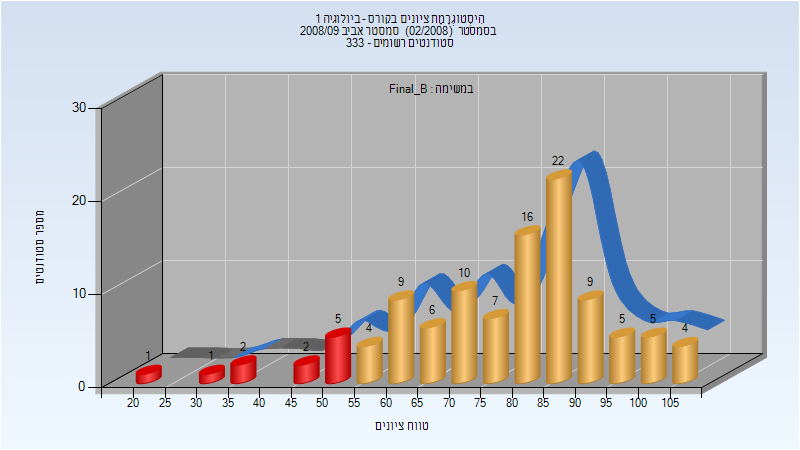 היסטוגרמת ציונים בקורס - ביולוגיה 1
בסמסטר (02/2008) סמסטר אביב 2008/09
סטודנטים רשומים - 333
במשימה : Final_B
מספר סטודנטים
30
20
10
0
1
1
2
2
5
4
9
6
10
7
16
22
9
5
5
4
20 25 30 35 40 45 50 55 60 65 70 75 80 85 90 95 100 105
טווח ציונים